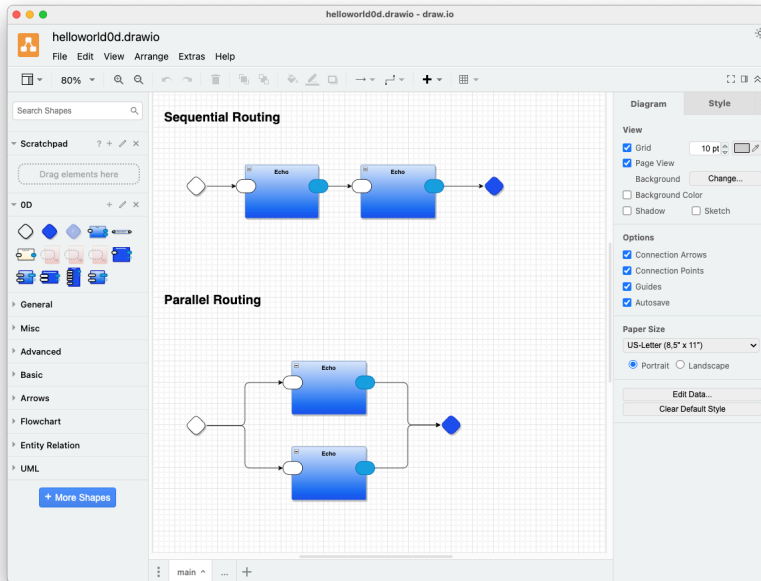 helloworld0d.drawio - draw.io
helloworld0d.drawio
File Edit View Arrange Extras Help
80%
Search Shapes
Scratchpad
Drag elements here
0D
General
Misc
Advanced
Basic
Arrows
Flowchart
Entity Relation
UML
+ More Shapes
Sequential Routing
Echo Echo
Parallel Routing
Echo
Echo
main ...
Diagram Style
View
Grid 10 pt
Page View
Background Change...
Background Color
Shadow Sketch
Options
Connection Arrows
Connection Points
Guides
Autosave
Paper Size
US-Letter (8,5" x 11")
Portrait Landscape
Edit Data...
Clear Default Style